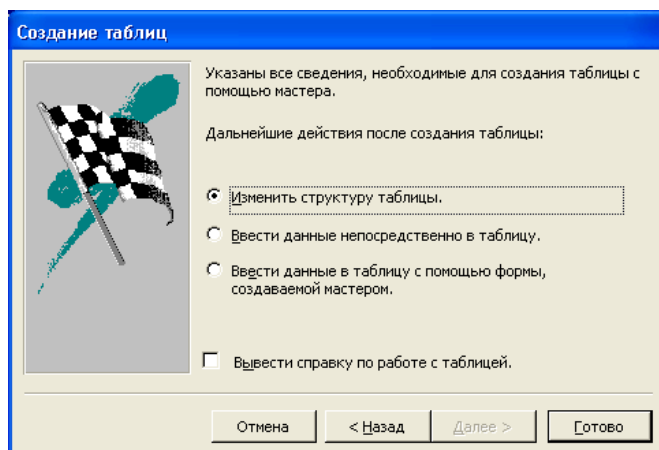 Создание таблиц
Указаны все сведения, необходимые для создания таблицы с
помощью мастера.
Дальнейшие действия после создания таблицы:
Изменить структуру таблицы.
Ввести данные непосредственно в таблицу.
Ввести данные в таблицу с помощью формы,
создаваемой мастером.
Вывести справку по работе с таблицей.
Отмена
< Назад
Далее >
Готово